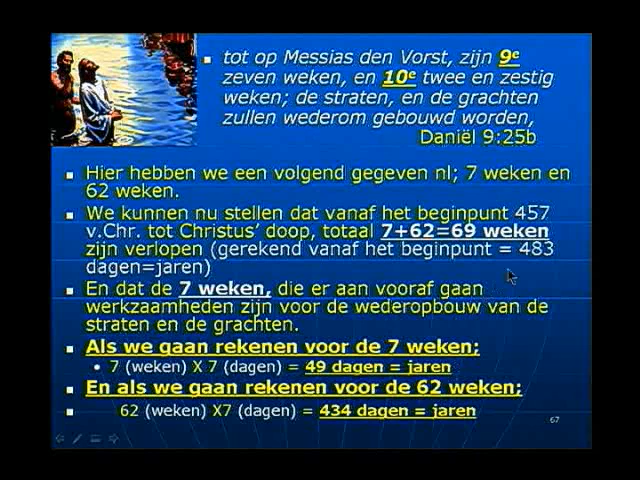 tot op Messias den Vorst, zijn 9e
zeven weken, en 10e twee en zestig
weken; de straten, en de grachten
zullen wederom gebouwd worden,
Daniël 9:25b
Hier hebben we een volgend gegeven nl; 7 weken en
62 weken.
We kunnen nu stellen dat vanaf het beginpunt 457
v.Chr. tot Christus’ doop, totaal 7+62=69 weken
zijn verlopen (gerekend vanaf het beginpunt = 483
dagen=jaren)
En dat de 7 weken, die er aan vooraf gaan
werkzaamheden zijn voor de wederopbouw van de
straten en de grachten.
Als we gaan rekenen voor de 7 weken;
7 (weken) X 7 (dagen) = 49 dagen = jaren
En als we gaan rekenen voor de 62 weken;
62 (weken) X7 (dagen) = 434 dagen = jaren
67